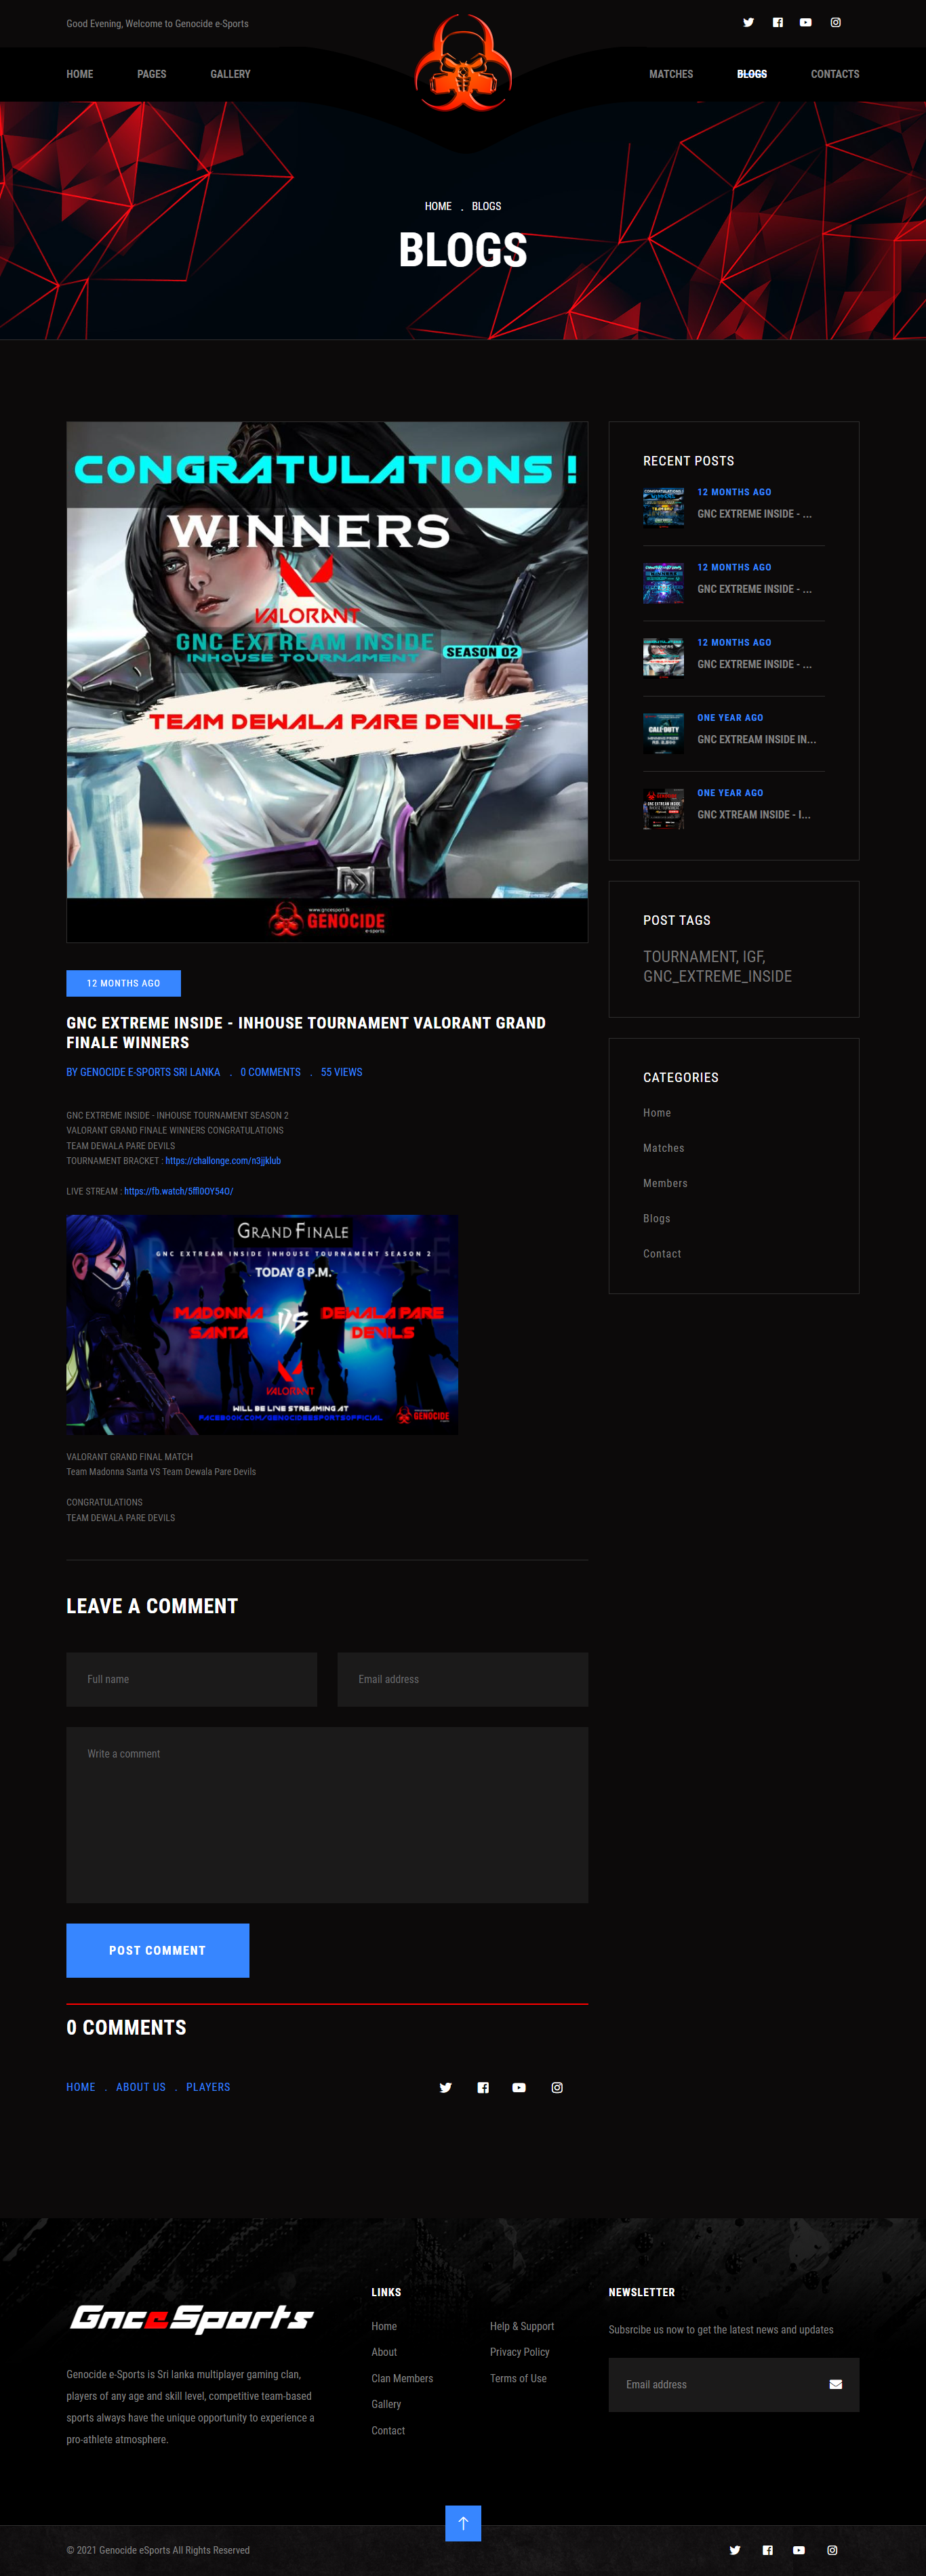 Good Evening, Welcome to Genocide e-Sports
HOME
PAGES
GALLERY
MATCHES
BLOGS
CONTACTS
HOME . BLOGS
BLOGS
CONGRATULATIONS !
WINNERS
VALORANT
GNC EXTREAM INSIDE
INHOUSE TOURNAMENT
SEASON 02
TEAM DEWALA PARE DEVILS
www.gncesport.lk
GENOCIDE
e-sports
12 MONTHS AGO
GNC EXTREME INSIDE - INHOUSE TOURNAMENT VALORANT GRAND
FINALE WINNERS
BY GENOCIDE E-SPORTS SRI LANKA . 0 COMMENTS . 55 VIEWS
GNC EXTREME INSIDE - INHOUSE TOURNAMENT SEASON 2
VALORANT GRAND FINALE WINNERS CONGRATULATIONS
TEAM DEWALA PARE DEVILS
TOURNAMENT BRACKET : https://challonge.com/n3jjklub
LIVE STREAM : https://fb.watch/5ffl0OY54O/
GRAND FINALE
GNC EXTREAM INSIDE INHOUSE TOURNAMENT SEASON 2
TODAY 8 P.M.
MADONNA
SANTA
VS
DEWALA PARE
DEVILS
VALORANT
WILL BE LIVE STREAMING AT
FACEBOOK.COM/GENOCIDEESPORTSOFFICIAL
GENOCIDE
VALORANT GRAND FINAL MATCH
Team Madonna Santa VS Team Dewala Pare Devils
CONGRATULATIONS
TEAM DEWALA PARE DEVILS
LEAVE A COMMENT
Full name
Email address
Write a comment
POST COMMENT
0 COMMENTS
HOME . ABOUT US . PLAYERS
RECENT POSTS
12 MONTHS AGO
GNC EXTREME INSIDE - ...
12 MONTHS AGO
GNC EXTREME INSIDE - ...
12 MONTHS AGO
GNC EXTREME INSIDE - ...
CALL OF DUTY
ONE YEAR AGO
GNC EXTREAM INSIDE IN...
ONE YEAR AGO
GNC XTREAM INSIDE - I...
POST TAGS
TOURNAMENT, IGF,
GNC_EXTREME_INSIDE
CATEGORIES
Home
Matches
Members
Blogs
Contact
GnceSports
Genocide e-Sports is Sri lanka multiplayer gaming clan,
players of any age and skill level, competitive team-based
sports always have the unique opportunity to experience a
pro-athlete atmosphere.
LINKS
Home
About
Clan Members
Gallery
Contact
Help & Support
Privacy Policy
Terms of Use
NEWSLETTER
Subsrcibe us now to get the latest news and updates
Email address
© 2021 Genocide eSports All Rights Reserved